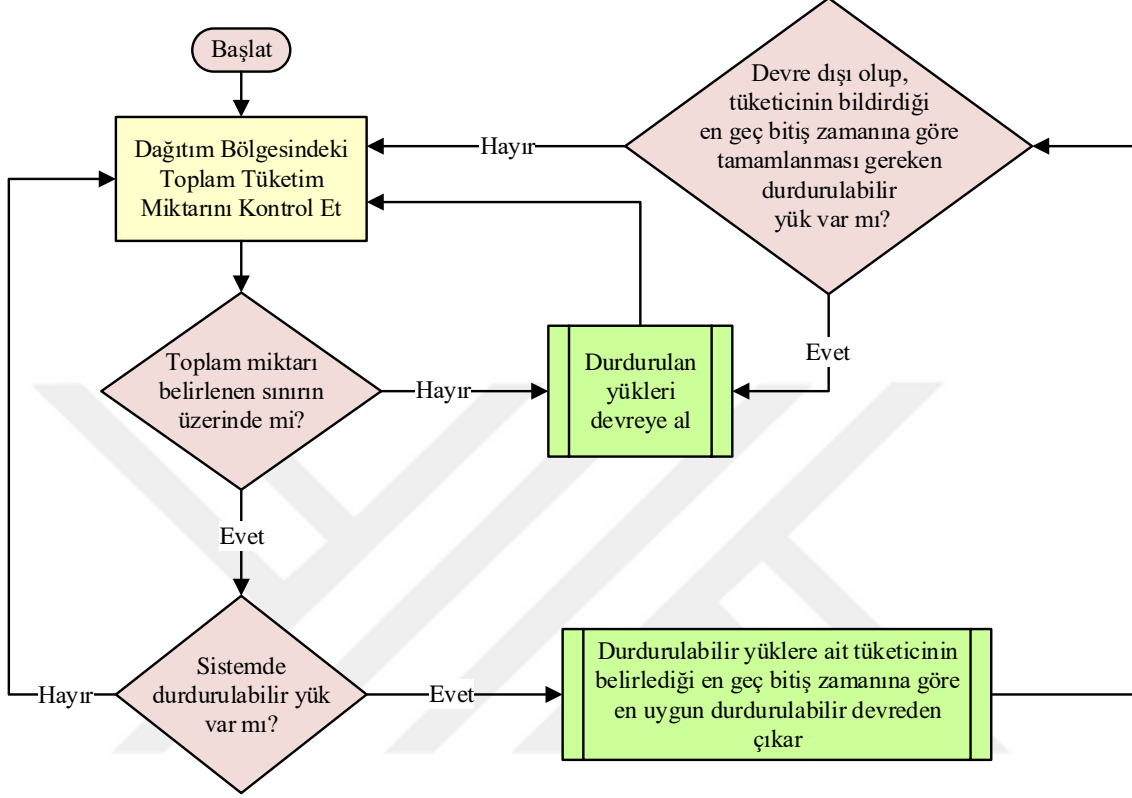 Başlat
Dağıtım Bölgesindeki
Toplam Tüketim
Miktarını Kontrol Et
Toplam miktarı
belirlenen sınırın
üzerinde mi?
Hayır
Durdurulan
yükleri
devreye al
Evet
Sistemde
durdurulabilir yük
var mı?
Hayır
Evet
Durdurulabilir yüklere ait tüketicinin
belirlediği en geç bitiş zamanına göre
en uygun durdurulabilir devreden
çıkar
Devre dışı olup,
tüketicinin bildirdiği
en geç bitiş zamanına göre
tamamlanması gereken
durdurulabilir
yük var mı?
Hayır
Evet